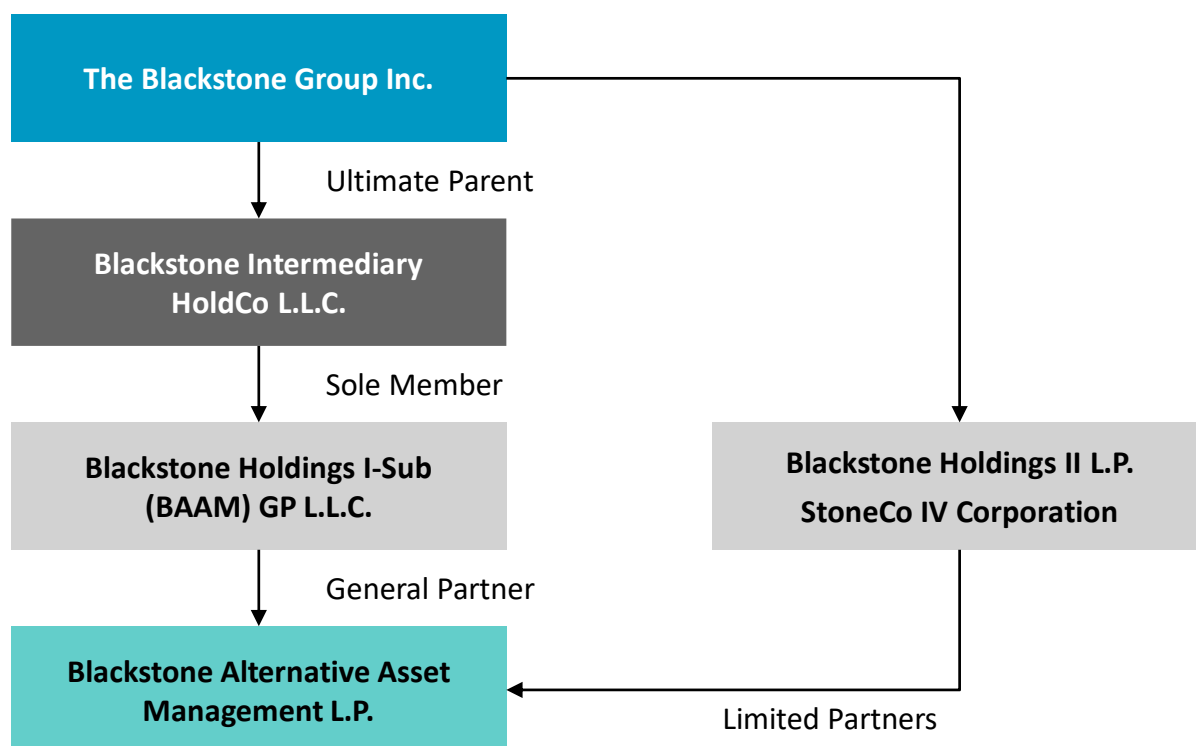 The Blackstone Group Inc.
Ultimate Parent
Blackstone Intermediary
HoldCo L.L.C.
Sole Member
Blackstone Holdings I-Sub
(BAAM) GP L.L.C.
Blackstone Holdings II L.P.
StoneCo IV Corporation
General Partner
Blackstone Alternative Asset
Management L.P.
Limited Partners